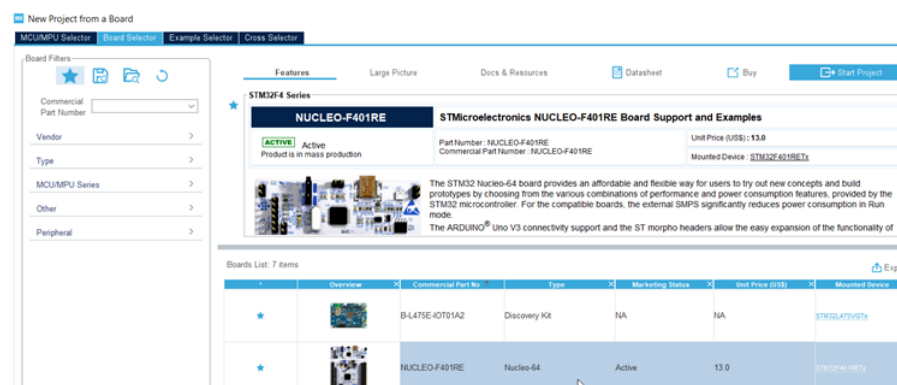 MX New Project from a Board
MCU/MPU Selector Board Selector Example Selector Cross Selector
Board Filters
Commercial
Part Number
Vendor
Type
MCU/MPU Series
Other
Peripheral
Features Large Picture Docs & Resources Datasheet Buy Start Project
STM32F4 Series
NUCLEO-F401RE
STMicroelectronics NUCLEO-F401RE Board Support and Examples
ACTIVE Active
Product is in mass production
Part Number : NUCLEO-F401RE
Commercial Part Number : NUCLEO-F401RE
Unit Price (US$) : 13.0
Mounted Device : STM32F401RETx
The STM32 Nucleo-64 board provides an affordable and flexible way for users to try out new concepts and build
prototypes by choosing from the various combinations of performance and power consumption features, provided by the
STM32 microcontroller. For the compatible boards, the external SMPS significantly reduces power consumption in Run
mode.
The ARDUINO® Uno V3 connectivity support and the ST morpho headers allow the easy expansion of the functionality of
Boards List: 7 items
Exp
* Overview Commercial Part No Type Marketing Status Unit Price (US$) Mounted Device
B-L475E-IOT01A2 Discovery Kit NA NA STM32L475VGTx
NUCLEO-F401RE Nucleo-64 Active 13.0 STM32F401RETx